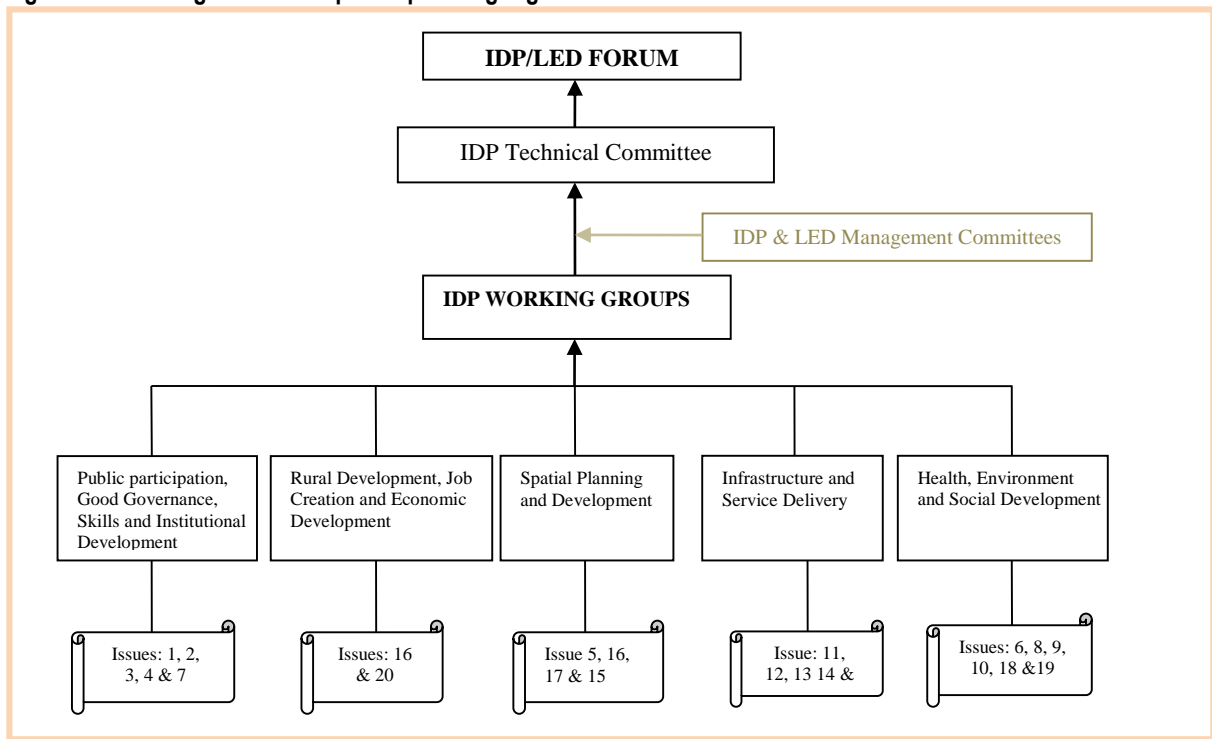 IDP/LED FORUM
IDP Technical Committee
IDP & LED Management Committees
IDP WORKING GROUPS
Public participation,
Good Governance,
Skills and Institutional
Development
Rural Development, Job
Creation and Economic
Development
Spatial Planning
and Development
Infrastructure and
Service Delivery
Health, Environment
and Social Development
Issues: 1, 2,
3, 4 & 7
Issues: 16
& 20
Issue 5, 16,
17 & 15
Issue: 11,
12, 13 14 &
Issues: 6, 8, 9,
10, 18 &19